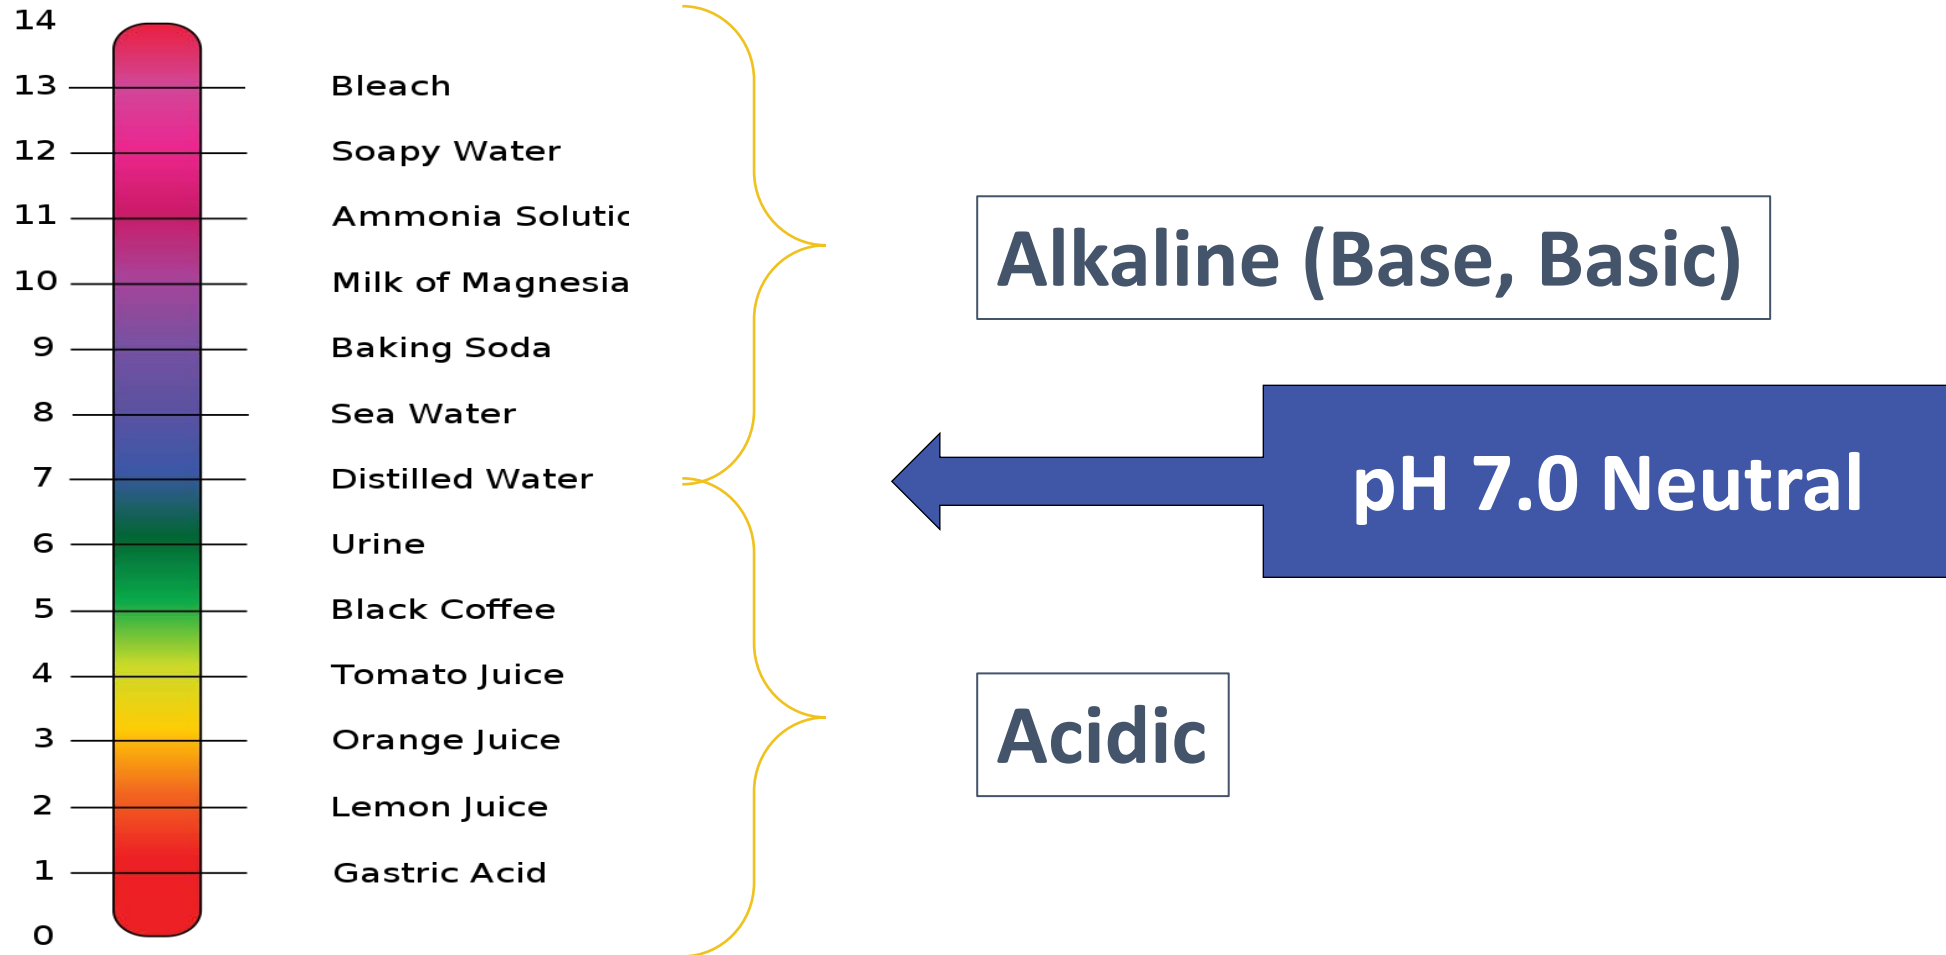 14
13 Bleach
12 Soapy Water
11 Ammonia Solutic
10 Milk of Magnesia
9 Baking Soda
8 Sea Water
7 Distilled Water
6 Urine
5 Black Coffee
4 Tomato Juice
3 Orange Juice
2 Lemon Juice
1 Gastric Acid
0
Alkaline (Base, Basic)
pH 7.0 Neutral
Acidic